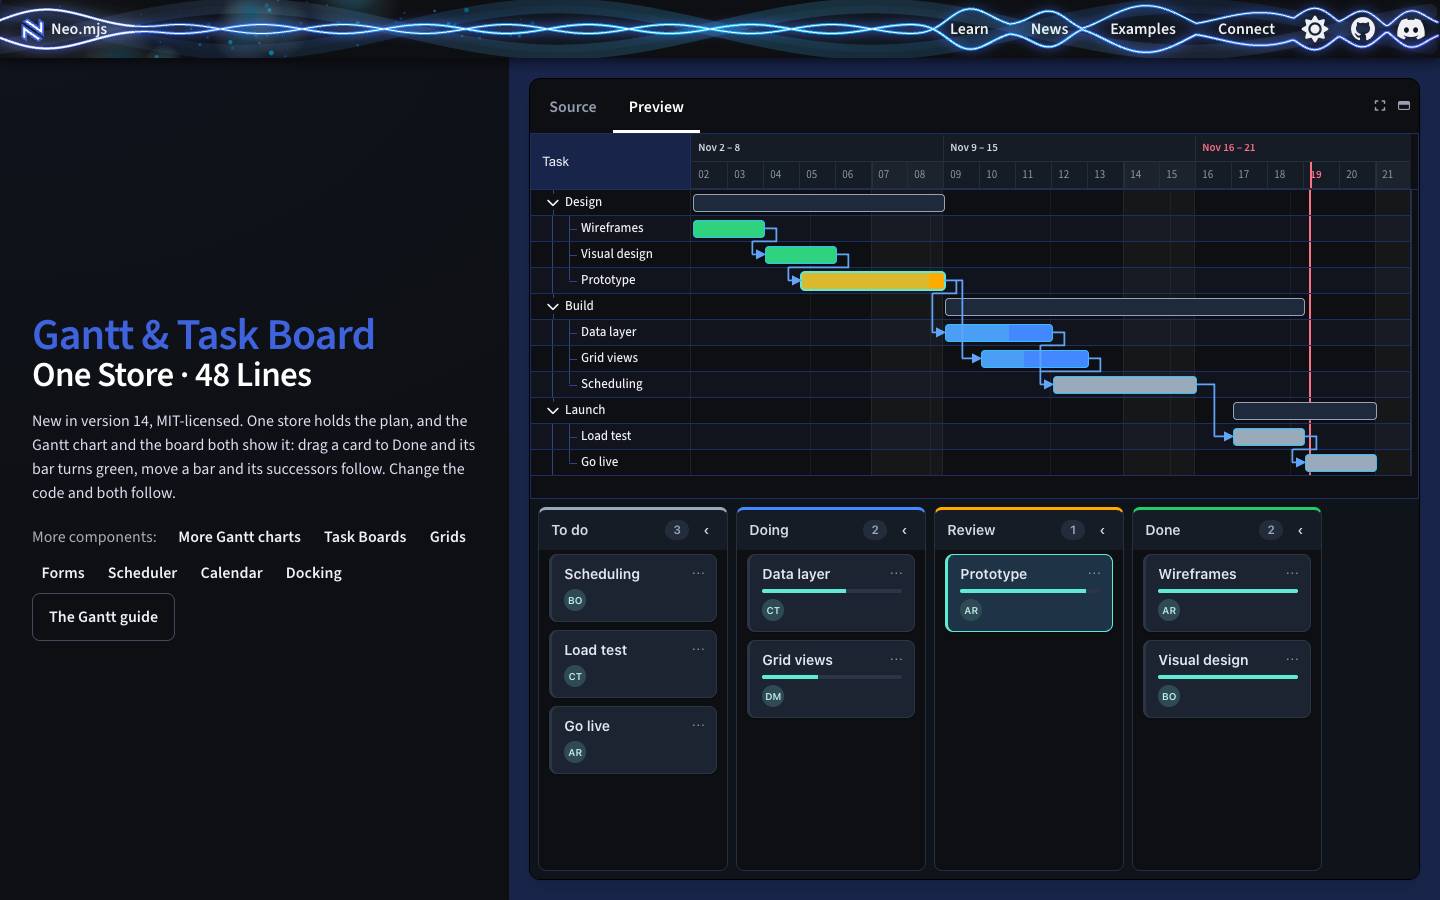 Neo.mjs
Learn
News
Examples
Connect
Gantt & Task Board
One Store · 48 Lines
New in version 14, MIT-licensed. One store holds the plan, and the
Gantt chart and the board both show it: drag a card to Done and its
bar turns green, move a bar and its successors follow. Change the
code and both follow.
More components: More Gantt charts Task Boards Grids
Forms Scheduler Calendar Docking
The Gantt guide
Source Preview
Task
Nov 2 – 8 Nov 9 – 15 Nov 16 – 21
02 03 04 05 06 07 08 09 10 11 12 13 14 15 16 17 18 19 20 21
Design
Wireframes
Visual design
Prototype
Build
Data layer
Grid views
Scheduling
Launch
Load test
Go live
To do 3 ‹
Scheduling ...
BO
Load test ...
CT
Go live ...
AR
Doing 2 ‹
Data layer ...
CT
Grid views ...
DM
Review 1 ‹
Prototype ...
AR
Done 2 ‹
Wireframes ...
AR
Visual design ...
BO